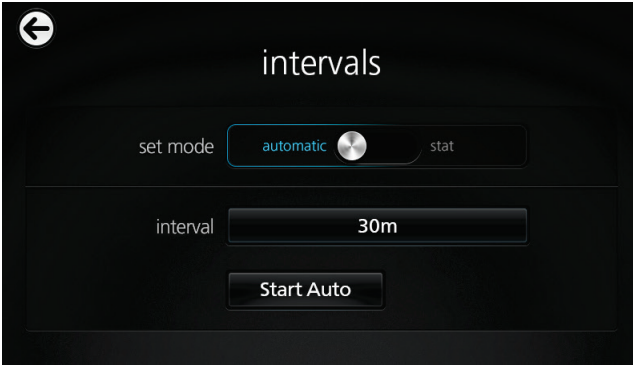 intervals
set mode automatic stat
interval 30m
Start Auto